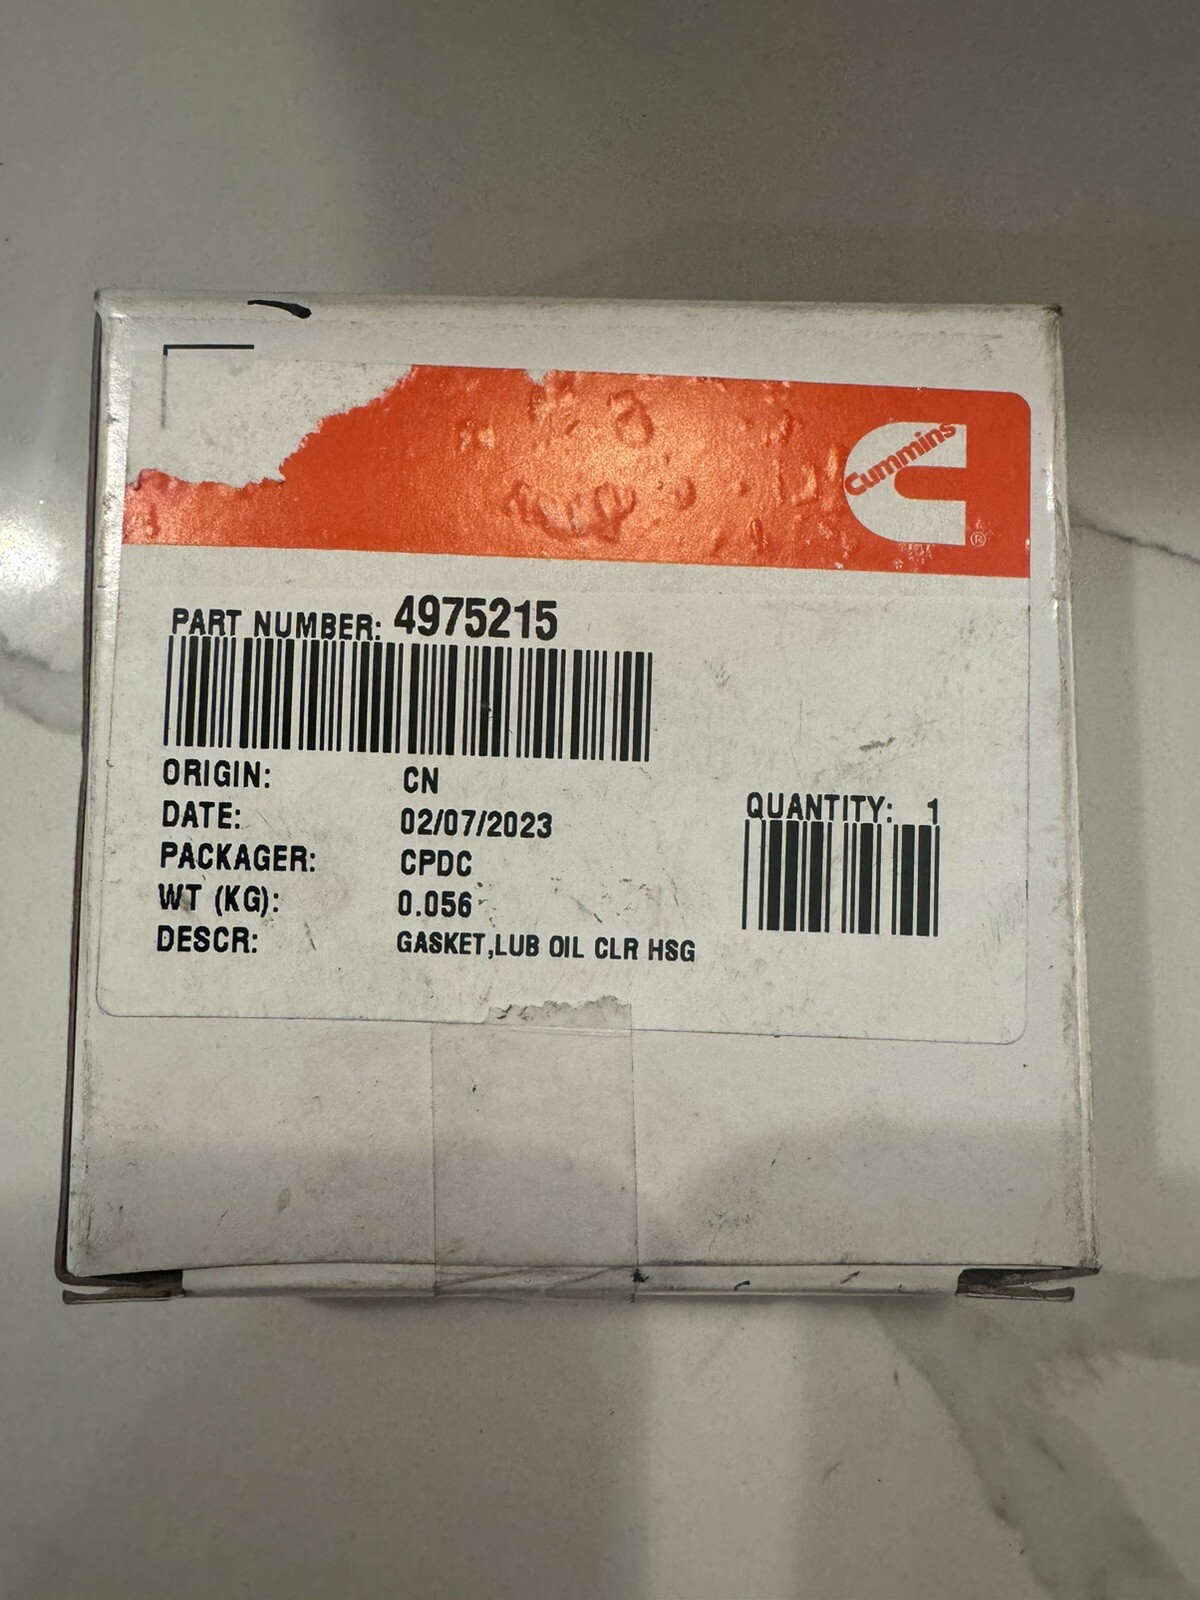 Cummins
®
PART NUMBER: 4975215
ORIGIN: CN
DATE: 02/07/2023
PACKAGER: CPDC
WT (KG): 0.056
DESCR: GASKET,LUB OIL CLR HSG
QUANTITY: 1